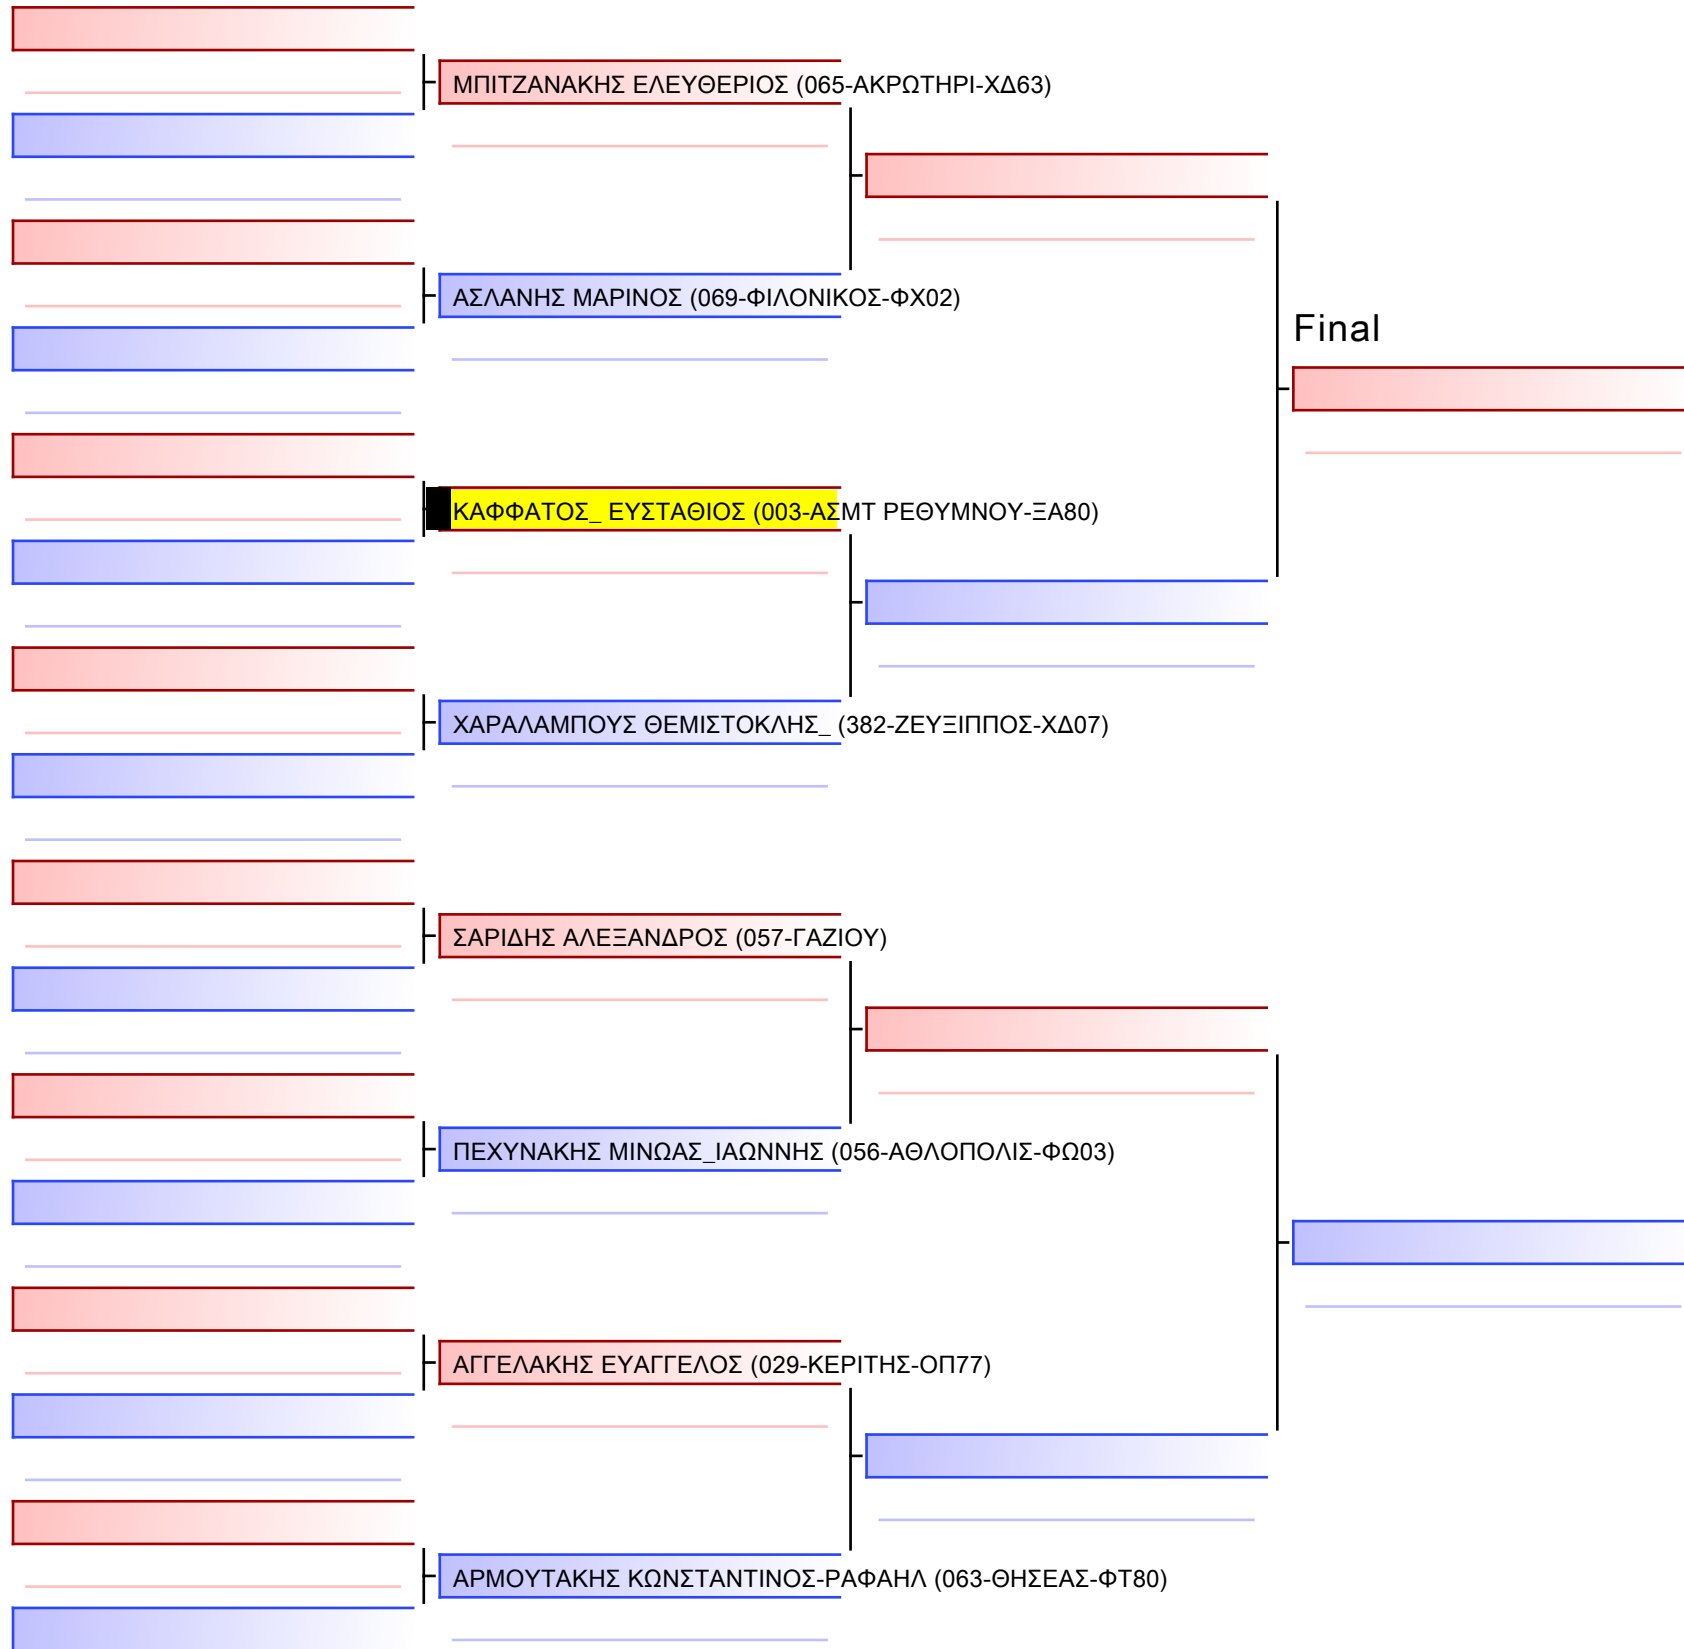 ΜΠΙΤΖΑΝΑΚΗΣ ΕΛΕΥΘΕΡΙΟΣ (065-ΑΚΡΩΤΗΡΙ-ΧΔ63)
ΑΣΛΑΝΗΣ ΜΑΡΙΝΟΣ (069-ΦΙΛΟΝΙΚΟΣ-ΦΧ02)
Final
ΚΑΦΦΑΤΟΣ_ ΕΥΣΤΑΘΙΟΣ (003-ΑΣΜΤ ΡΕΘΥΜΝΟΥ-ΞΑ80)
ΧΑΡΑΛΑΜΠΟΥΣ ΘΕΜΙΣΤΟΚΛΗΣ_ (382-ΖΕΥΞΙΠΠΟΣ-ΧΔ07)
ΣΑΡΙΔΗΣ ΑΛΕΞΑΝΔΡΟΣ (057-ΓΑΖΙΟΥ)
ΠΕΧΥΝΑΚΗΣ ΜΙΝΩΑΣ_ΙΑΩΝΝΗΣ (056-ΑΘΛΟΠΟΛΙΣ-ΦΩ03)
ΑΓΓΕΛΑΚΗΣ ΕΥΑΓΓΕΛΟΣ (029-ΚΕΡΙΤΗΣ-ΟΠ77)
ΑΡΜΟΥΤΑΚΗΣ ΚΩΝΣΤΑΝΤΙΝΟΣ-ΡΑΦΑΗΛ (063-ΘΗΣΕΑΣ-ΦΤ80)